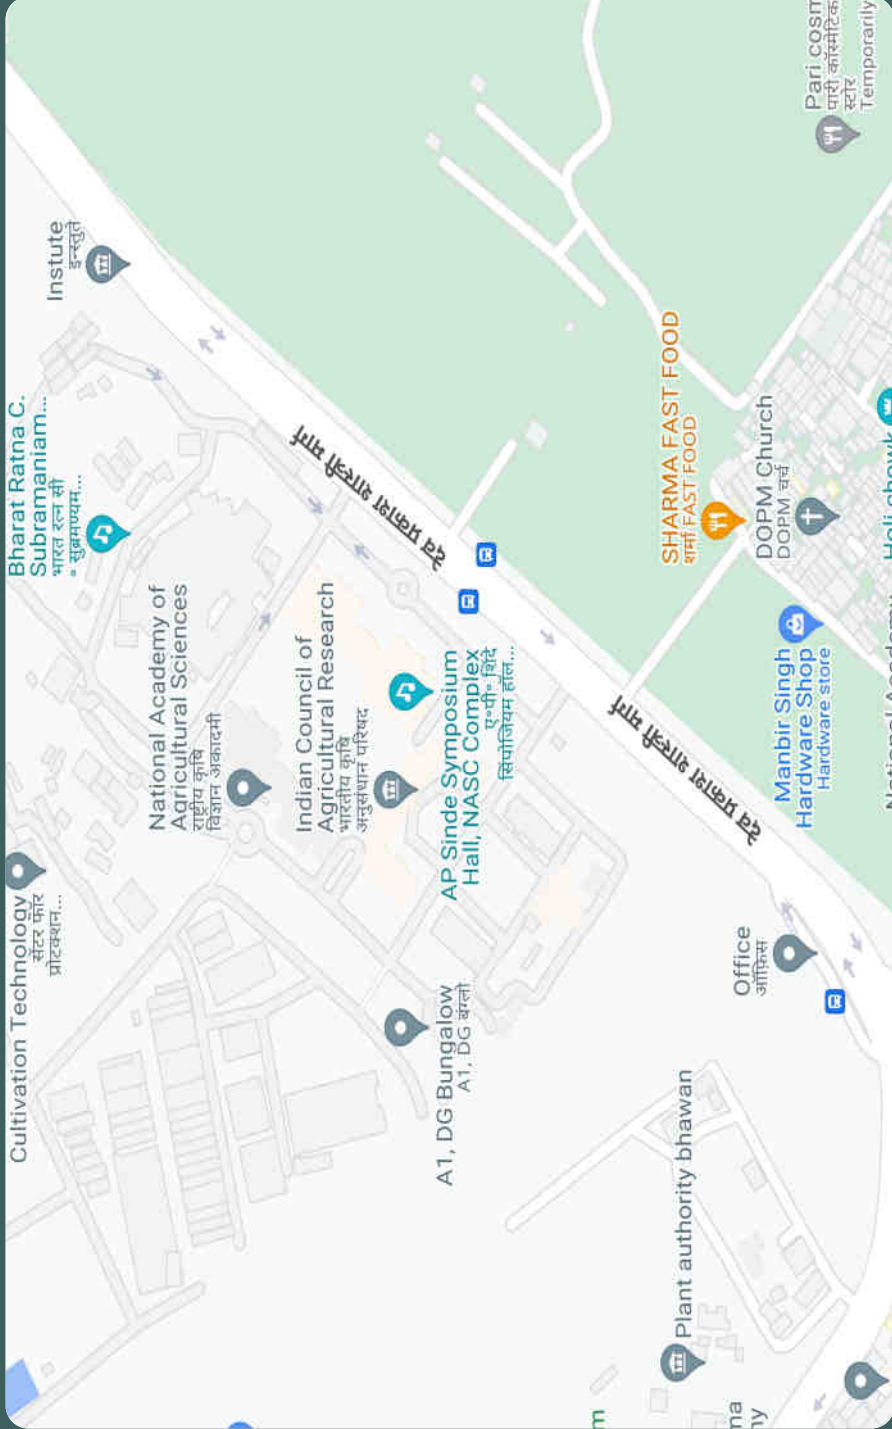 Instute
इन्स्तुते
Bharat Ratna C.
Subramaniam...
भारत रत्न सी
॰ सुब्रमण्यम...
National Academy of
Agricultural Sciences
राष्ट्रीय कृषि
विज्ञान अकादमी
Indian Council of
Agricultural Research
भारतीय कृषि
अनुसंधान परिषद
AP Sinde Symposium
Hall, NASC Complex
ए॰पी॰ शिंदे
सिंपोजियम हॉल...
Cultivation Technology
सेंटर फॉर
प्रोटक्शन...
A1, DG Bungalow
A1, DG बंग्लो
देव प्रकाश शास्त्री मार्ग
देव प्रकाश शास्त्री मार्ग
Pari cosm
पारी कॉस्मेटिक
स्टोर
Temporarily
SHARMA FAST FOOD
शर्मा FAST FOOD
DOPM Church
DOPM चर्च
Holi chowk
Manbir Singh
Hardware Shop
Hardware store
Office
ऑफ़िस
Plant authority bhawan